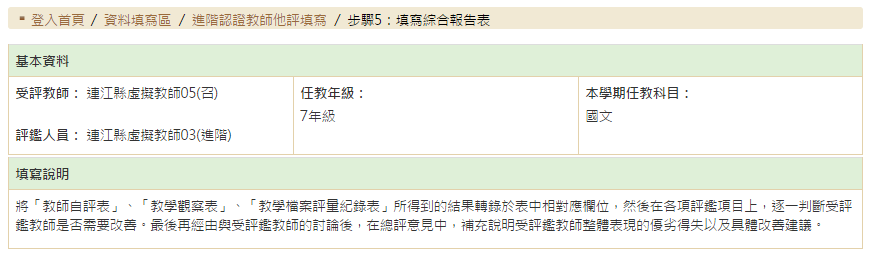 登入首頁 / 資料填寫區 / 進階認證教師他評填寫 / 步驟5：填寫綜合報告表
基本資料
受評教師： 連江縣虛擬教師05(召)
評鑑人員： 連江縣虛擬教師03(進階)
任教年級：
7年級
本學期任教科目：
國文
填寫說明
將「教師自評表」、「教學觀察表」、「教學檔案評量紀錄表」所得到的結果轉錄於表中相對應欄位，然後在各項評鑑項目上，逐一判斷受評
鑑教師是否需要改善。最後再經由與受評鑑教師的討論後，在總評意見中，補充說明受評鑑教師整體表現的優劣得失以及具體改善建議。